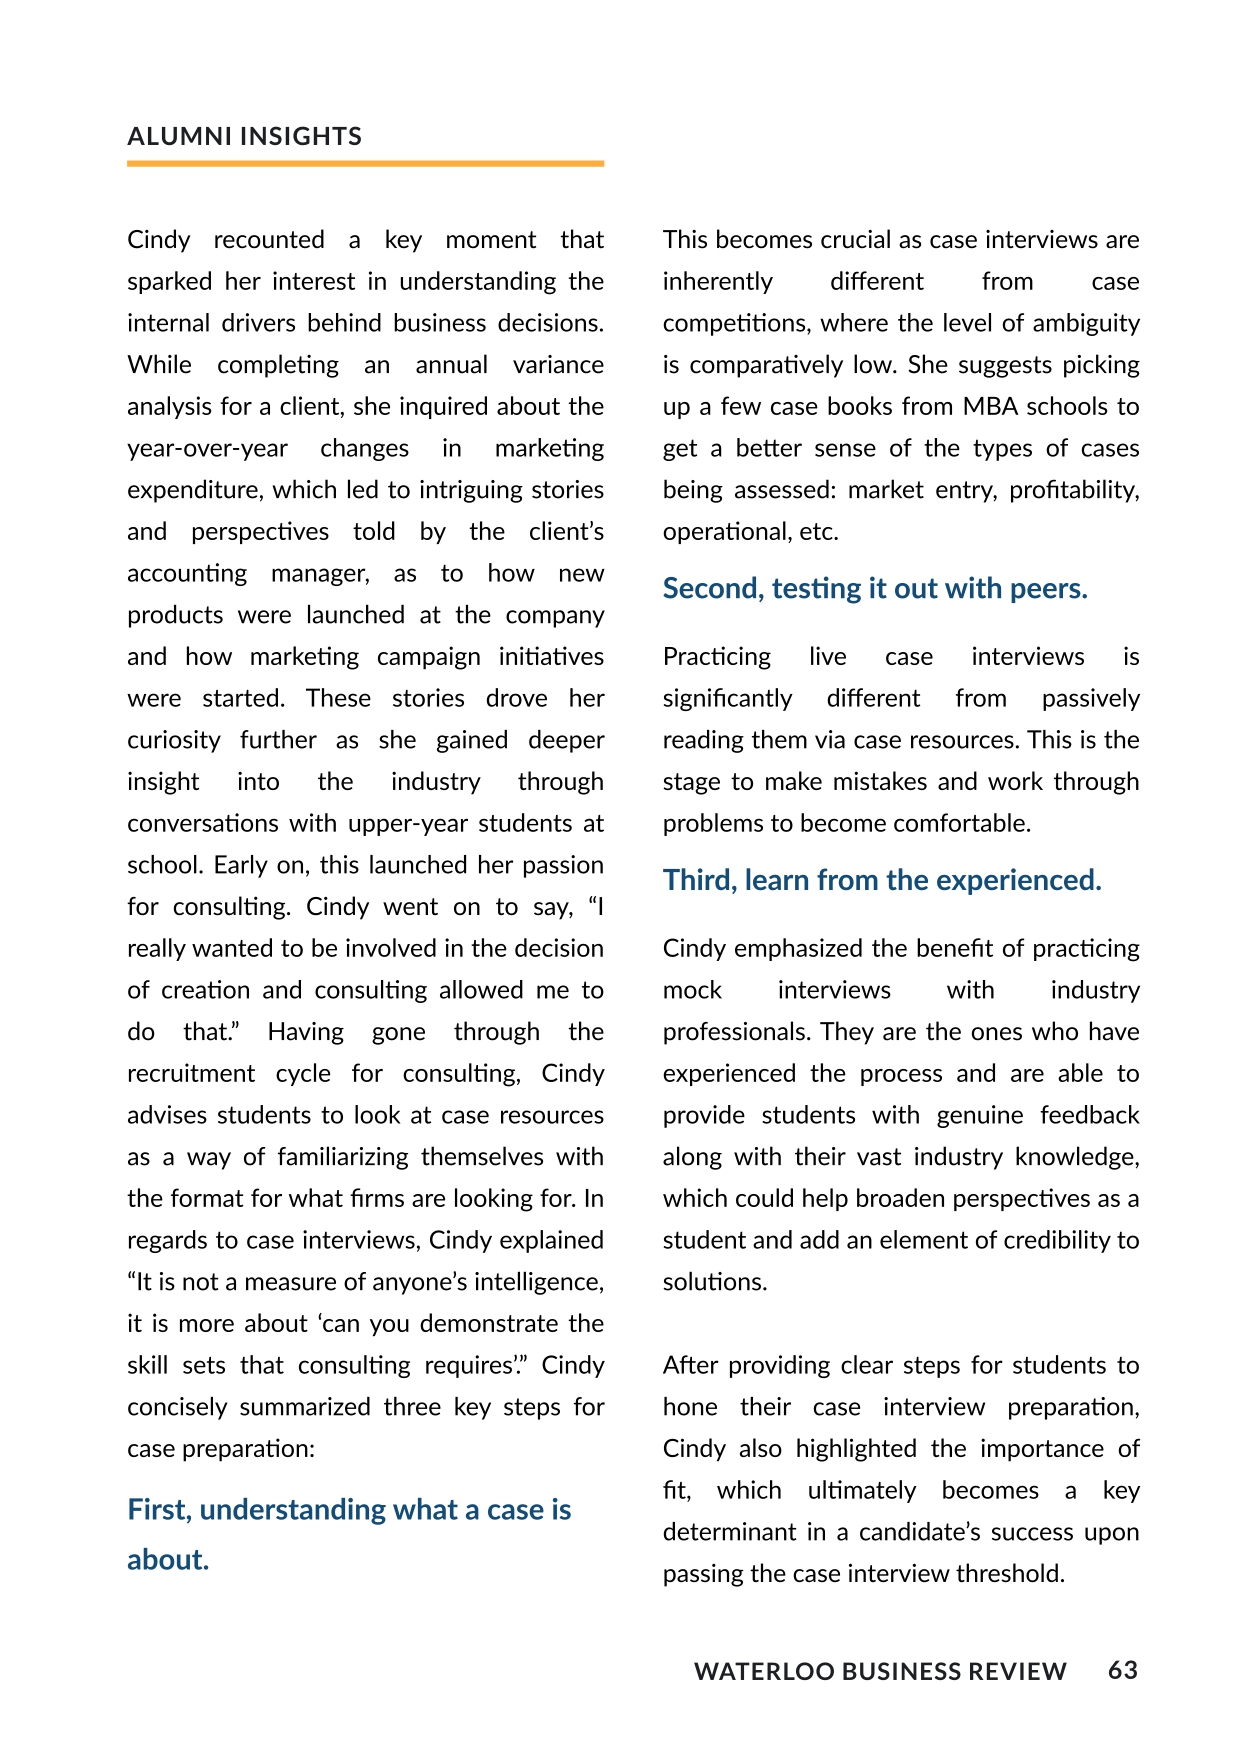 ALUMNI INSIGHTS
Cindy recounted a key moment that
sparked her interest in understanding the
internal drivers behind business decisions.
While completing an annual variance
analysis for a client, she inquired about the
year-over-year changes in marketing
expenditure, which led to intriguing stories
and perspectives told by the client’s
accounting manager, as to how new
products were launched at the company
and how marketing campaign initiatives
were started. These stories drove her
curiosity further as she gained deeper
insight into the industry through
conversations with upper-year students at
school. Early on, this launched her passion
for consulting. Cindy went on to say, “I
really wanted to be involved in the decision
of creation and consulting allowed me to
do that.” Having gone through the
recruitment cycle for consulting, Cindy
advises students to look at case resources
as a way of familiarizing themselves with
the format for what firms are looking for. In
regards to case interviews, Cindy explained
“It is not a measure of anyone’s intelligence,
it is more about ‘can you demonstrate the
skill sets that consulting requires’.” Cindy
concisely summarized three key steps for
case preparation:
First, understanding what a case is
about.
This becomes crucial as case interviews are
inherently different from case
competitions, where the level of ambiguity
is comparatively low. She suggests picking
up a few case books from MBA schools to
get a better sense of the types of cases
being assessed: market entry, profitability,
operational, etc.
Second, testing it out with peers.
Practicing live case interviews is
significantly different from passively
reading them via case resources. This is the
stage to make mistakes and work through
problems to become comfortable.
Third, learn from the experienced.
Cindy emphasized the benefit of practicing
mock interviews with industry
professionals. They are the ones who have
experienced the process and are able to
provide students with genuine feedback
along with their vast industry knowledge,
which could help broaden perspectives as a
student and add an element of credibility to
solutions.
After providing clear steps for students to
hone their case interview preparation,
Cindy also highlighted the importance of
fit, which ultimately becomes a key
determinant in a candidate’s success upon
passing the case interview threshold.
WATERLOO BUSINESS REVIEW 63